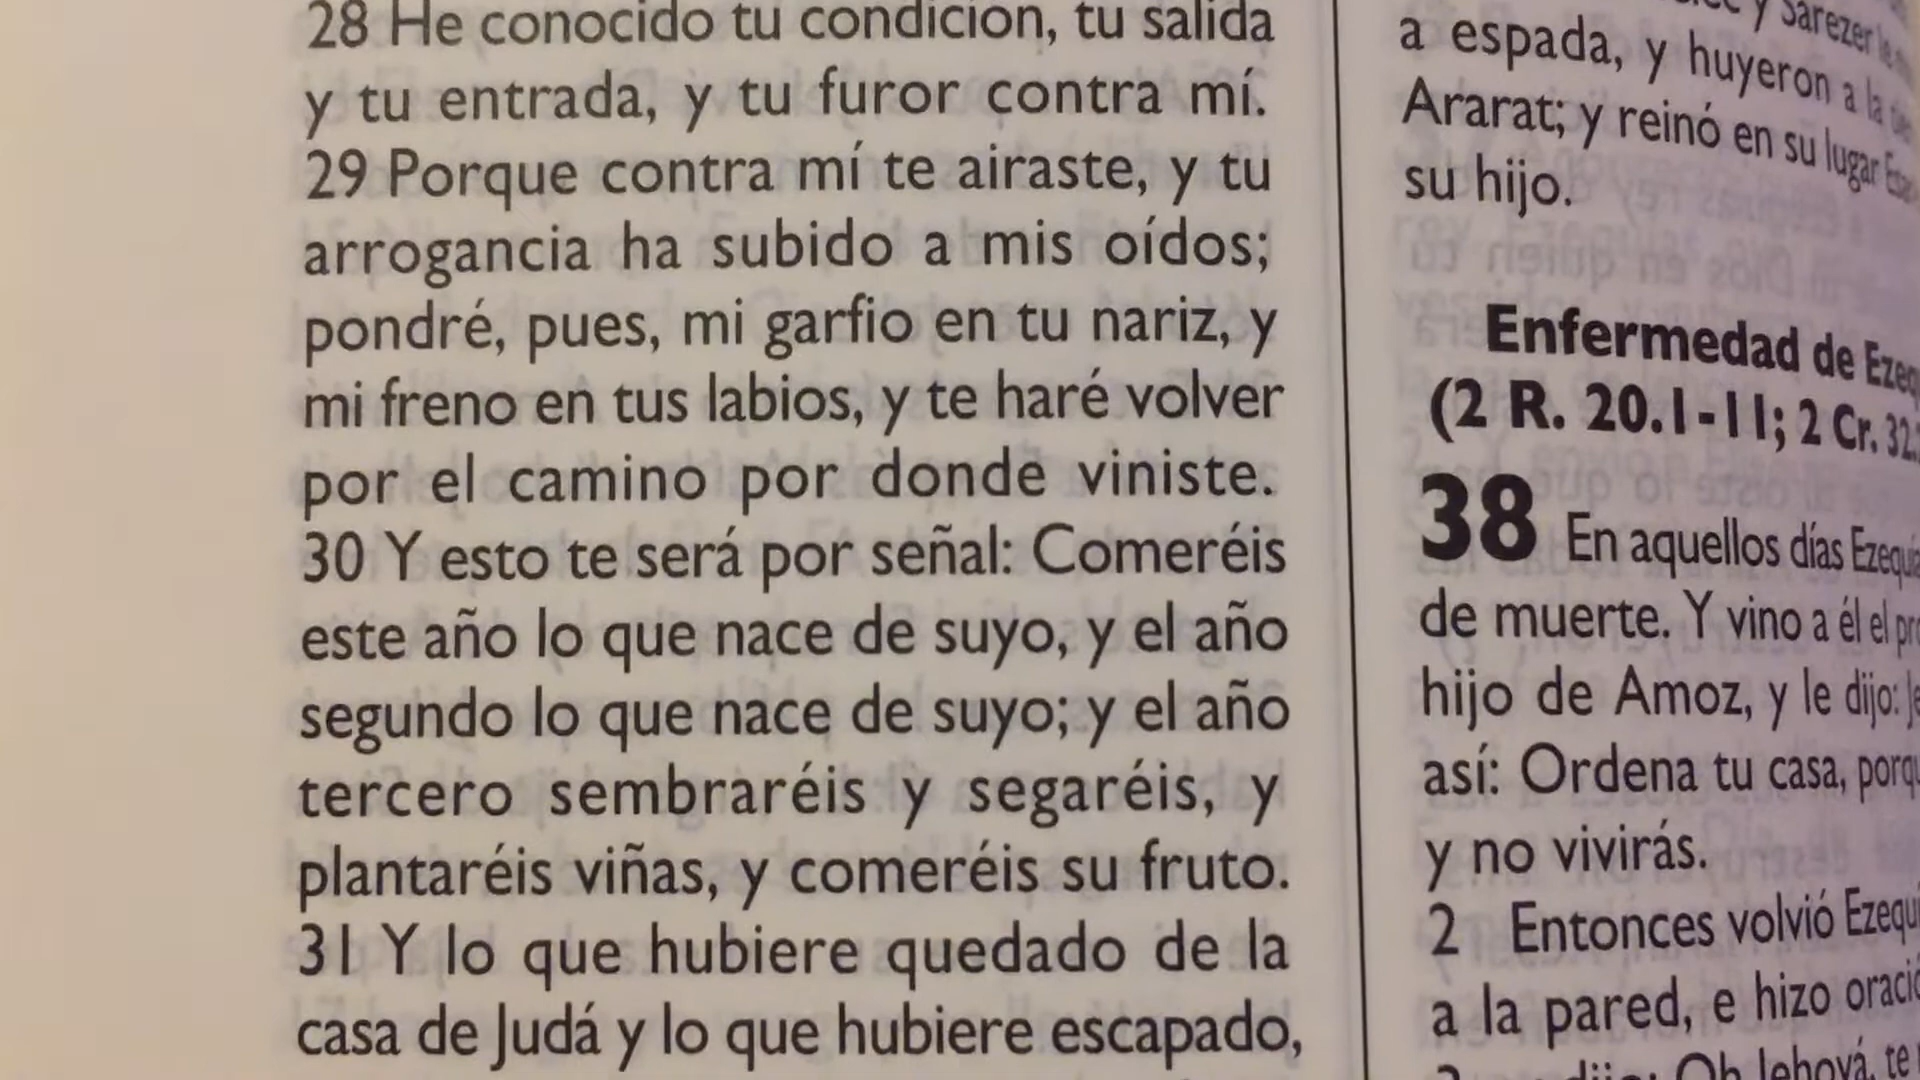 28 He conocido tu condición, tu salida
y tu entrada, y tu furor contra mí.
29 Porque contra mí te airaste, y tu
arrogancia ha subido a mis oídos;
pondré, pues, mi garfio en tu nariz, y
mi freno en tus labios, y te haré volver
por el camino por donde viniste.
30 Y esto te será por señal: Comeréis
este año lo que nace de suyo, y el año
segundo lo que nace de suyo; y el año
tercero sembraréis y segaréis, y
plantaréis viñas, y comeréis su fruto.
31 Y lo que hubiere quedado de la
casa de Judá y lo que hubiere escapado,
y Sarezer
a espada, y huyeron a la
Ararat; y reinó en su lugar
su hijo.
Enfermedad de
(2 R. 20.1-11; 2 Cr. 32.
38 En aquellos días
de muerte. Y vino a él el
hijo de Amoz, y le dijo:
así: Ordena tu casa,
y no vivirás.
2 Entonces volvió
a la pared, e hizo
Oh Jehová, te